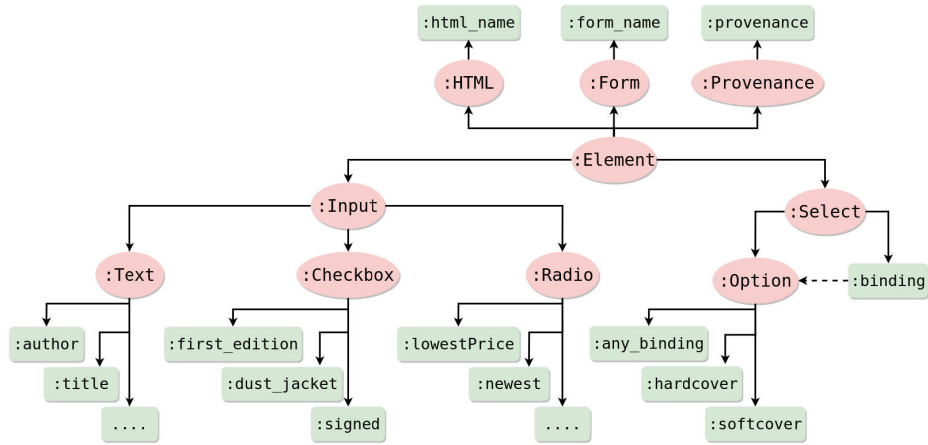 :html_name
:form_name
:provenance
:HTML
:Form
:Provenance
:Element
:Input
:Select
:Text
:Checkbox
:Radio
:Option
:binding
:author
:first_edition
:lowestPrice
:any_binding
:title
:dust_jacket
:newest
:hardcover
....
:signed
....
:softcover